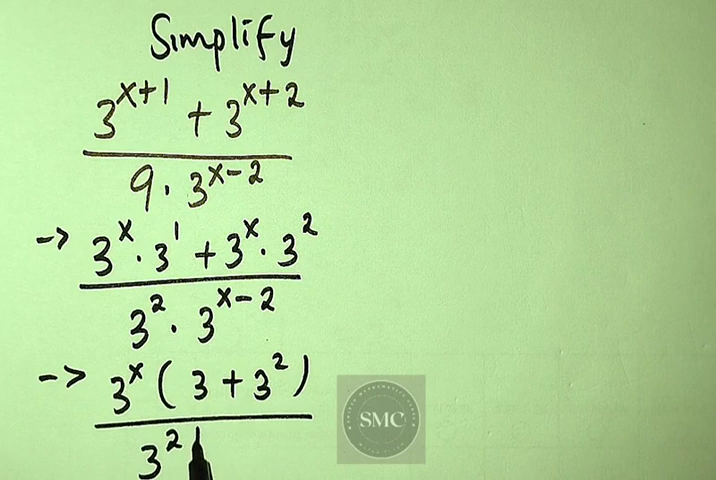 Simplify
3^{x+1} + 3^{x+2}
9 . 3^{x-2}
-> 3^x . 3^1 + 3^x . 3^2
3^2 . 3^{x-2}
-> 3^x ( 3 + 3^2 )
SMC
3^2